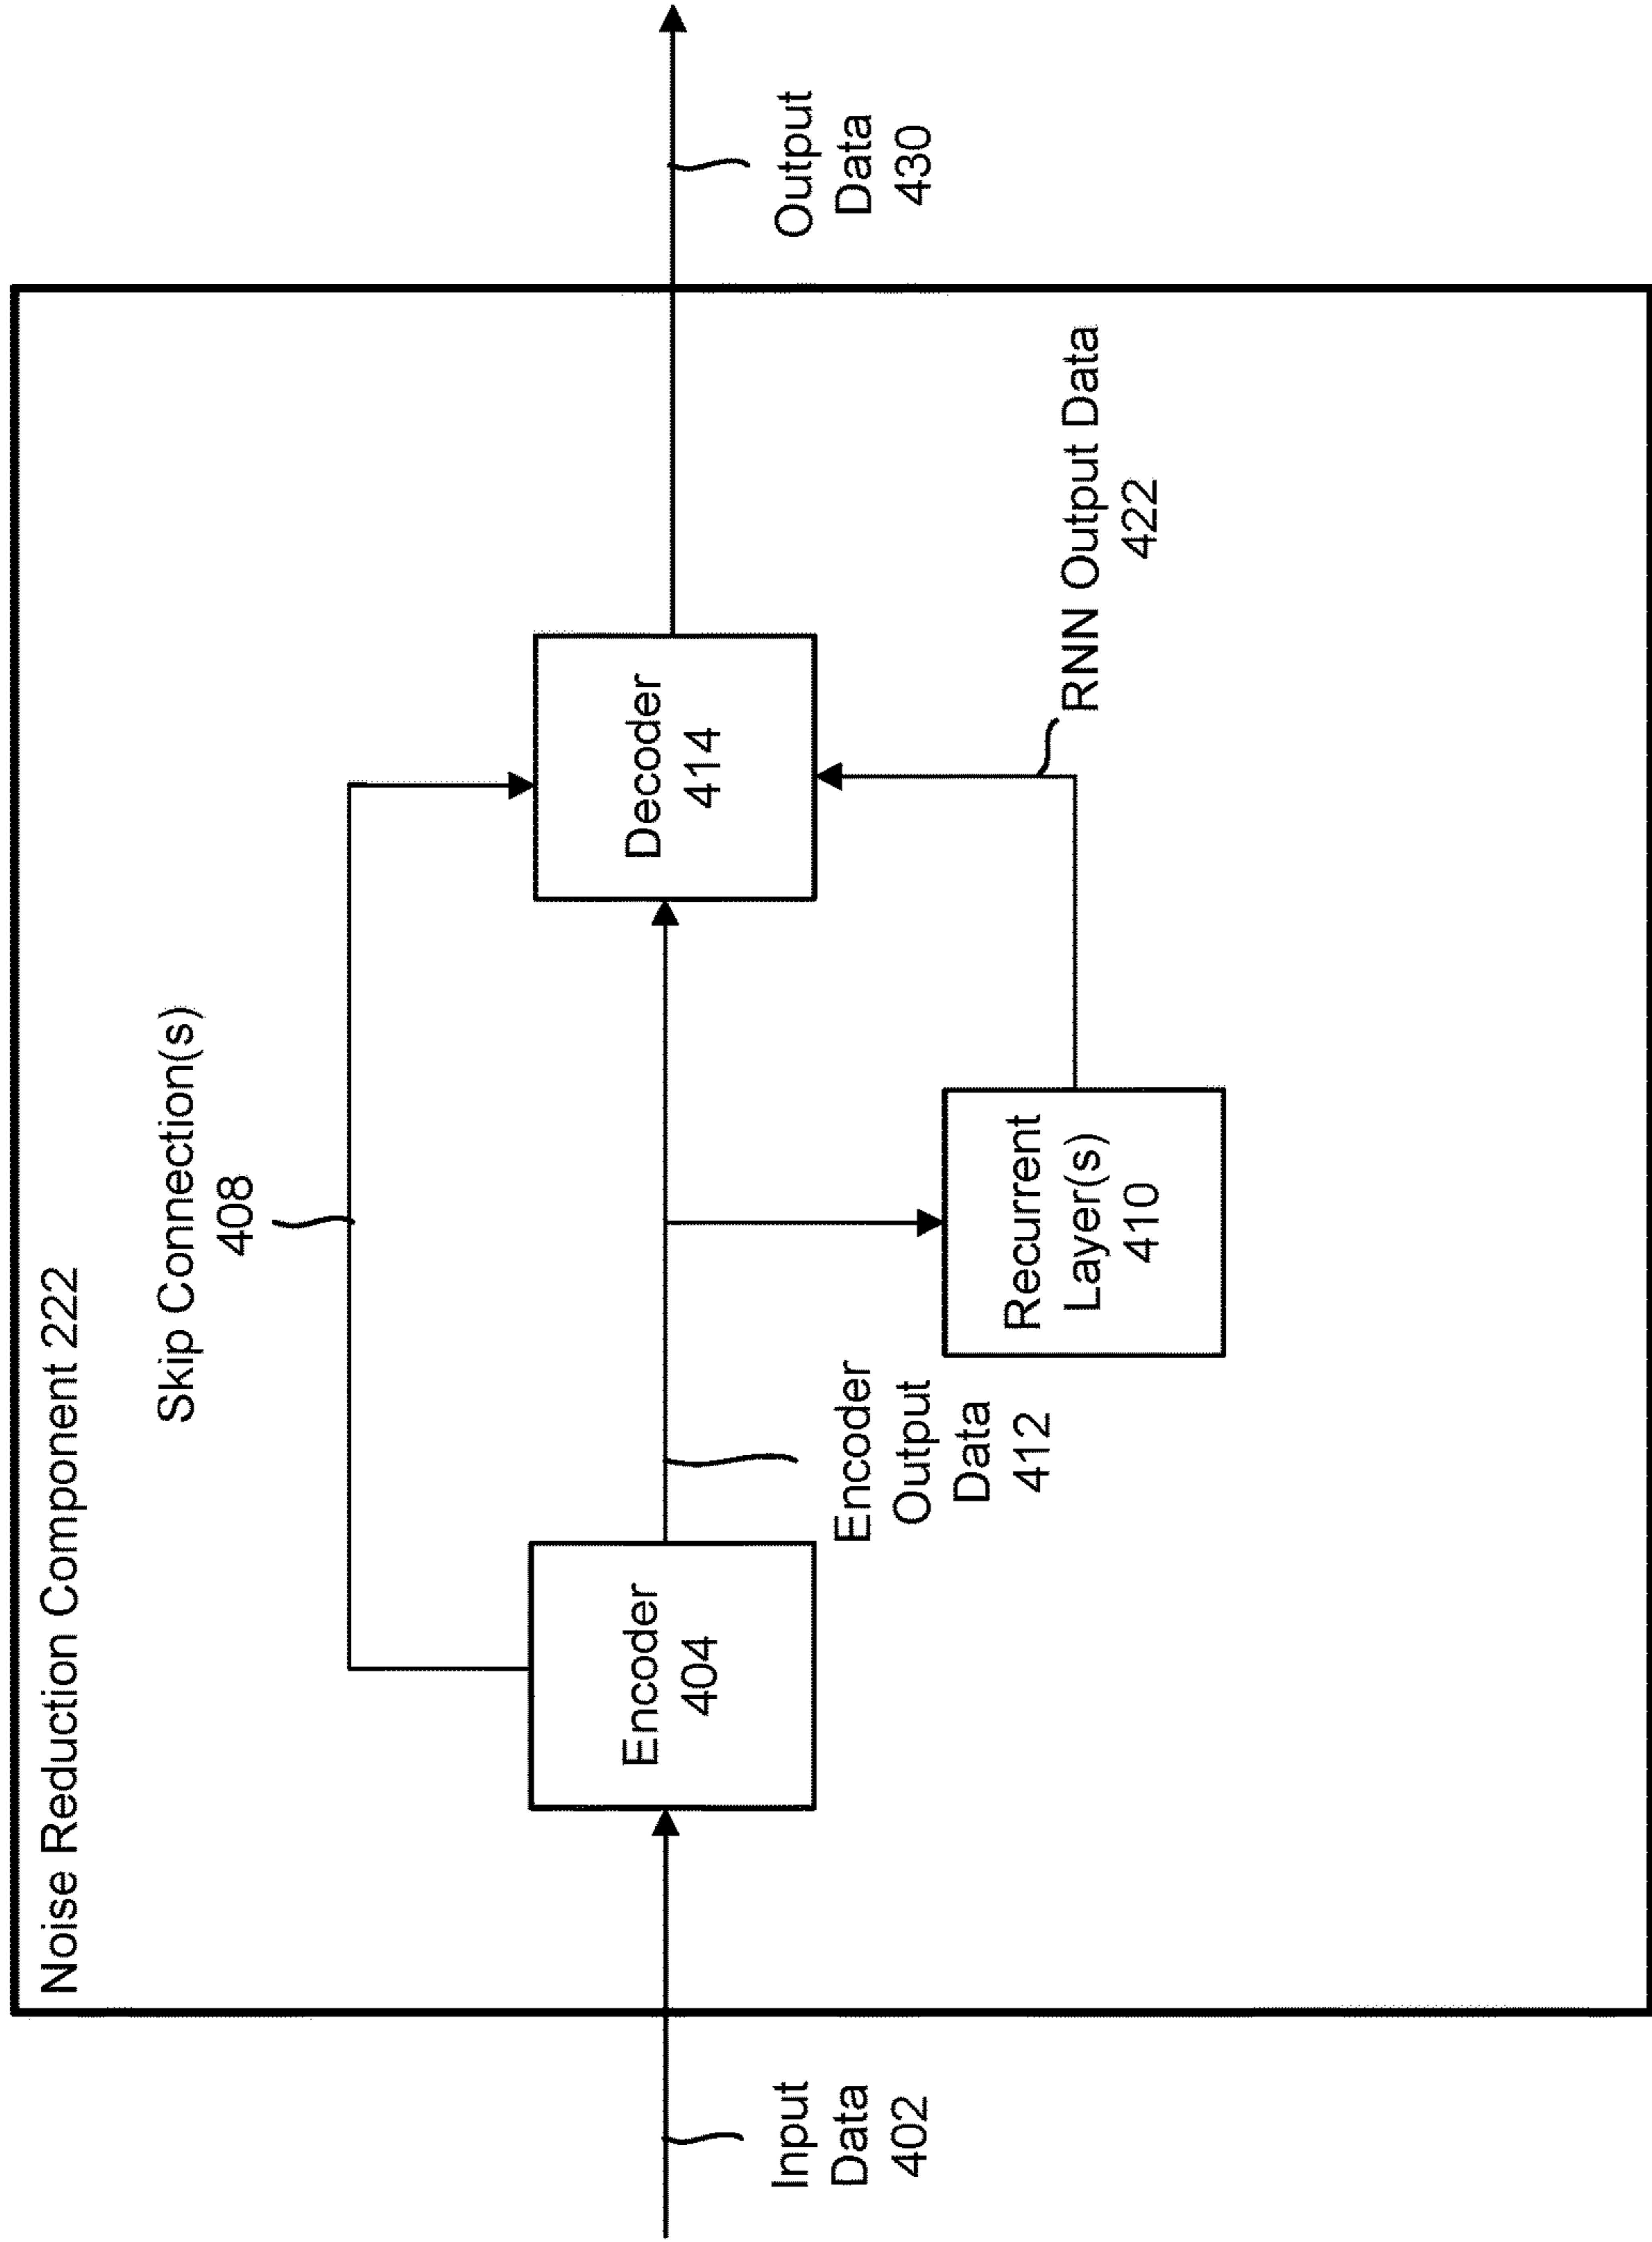 Noise Reduction Component 222
Skip Connection(s)
408
Input
Data
402
Encoder
404
Encoder
Output
Data
412
Recurrent
Layer(s)
410
Decoder
414
RNN Output Data
422
Output
Data
430